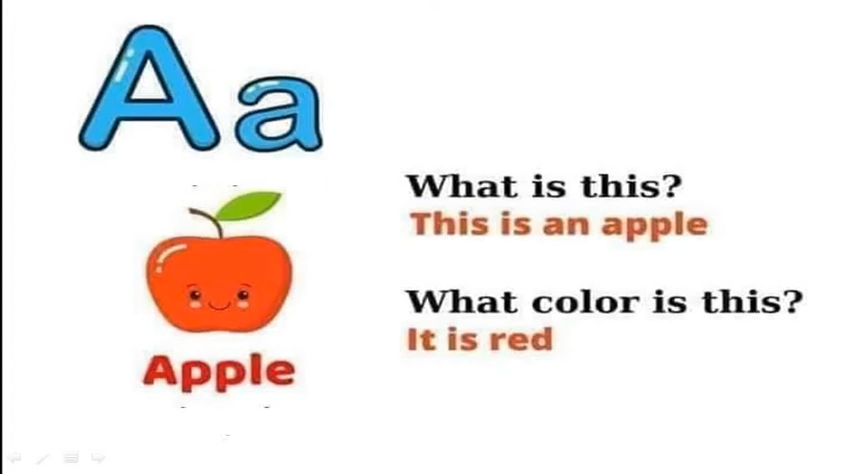 Aa
What is this?
This is an apple
Apple
What color is this?
It is red